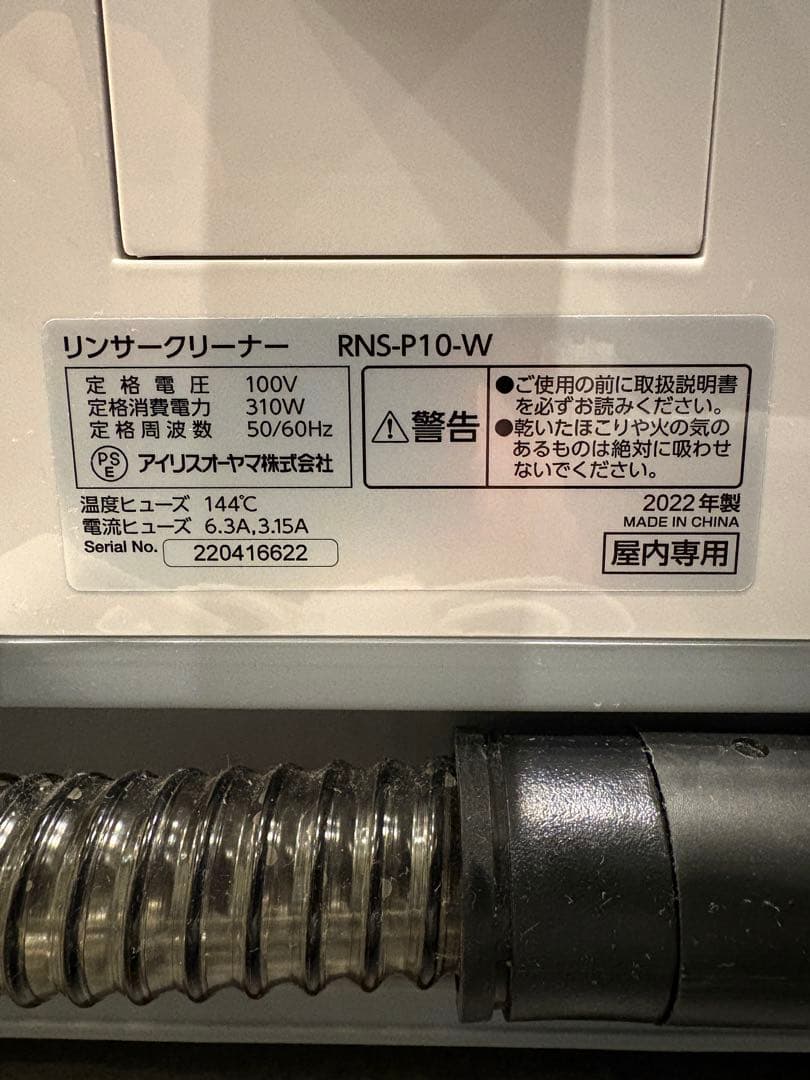 リンサークリーナー RNS-P10-W
定格電圧 100V
定格消費電力 310W
定格周波数 50/60Hz
PSE アイリスオーヤマ株式会社
警告
●ご使用の前に取扱説明書
を必ずお読みください。
●乾いたほこりや火の気の
あるものは絶対に吸わせ
ないでください。
温度ヒューズ 144℃
電流ヒューズ 6.3A,3.15A
Serial No. 220416622
2022年製
MADE IN CHINA
屋内専用